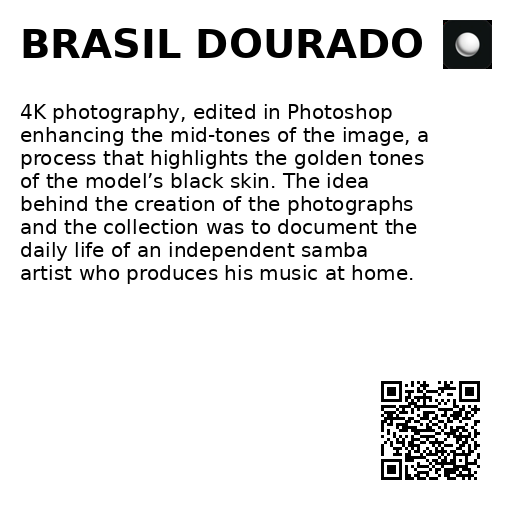 BRASIL DOURADO
4K photography, edited in Photoshop
enhancing the mid-tones of the image, a
process that highlights the golden tones
of the model’s black skin. The idea
behind the creation of the photographs
and the collection was to document the
daily life of an independent samba
artist who produces his music at home.